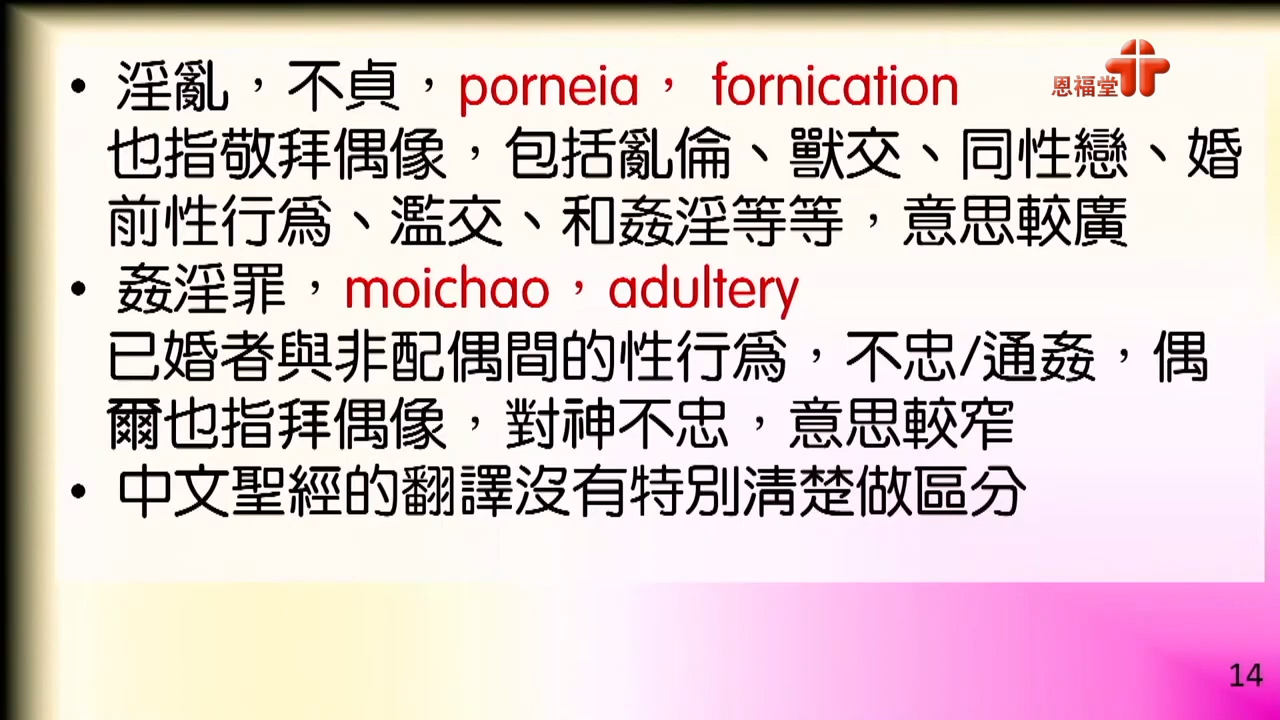 • 淫亂，不貞，porneia， fornication
恩福堂
也指敬拜偶像，包括亂倫、獸交、同性戀、婚
前性行為、濫交、和姦淫等等，意思較廣
• 姦淫罪，moichao，adultery
已婚者與非配偶間的性行為，不忠/通姦，偶
爾也指拜偶像，對神不忠，意思較窄
• 中文聖經的翻譯沒有特別清楚做區分
14